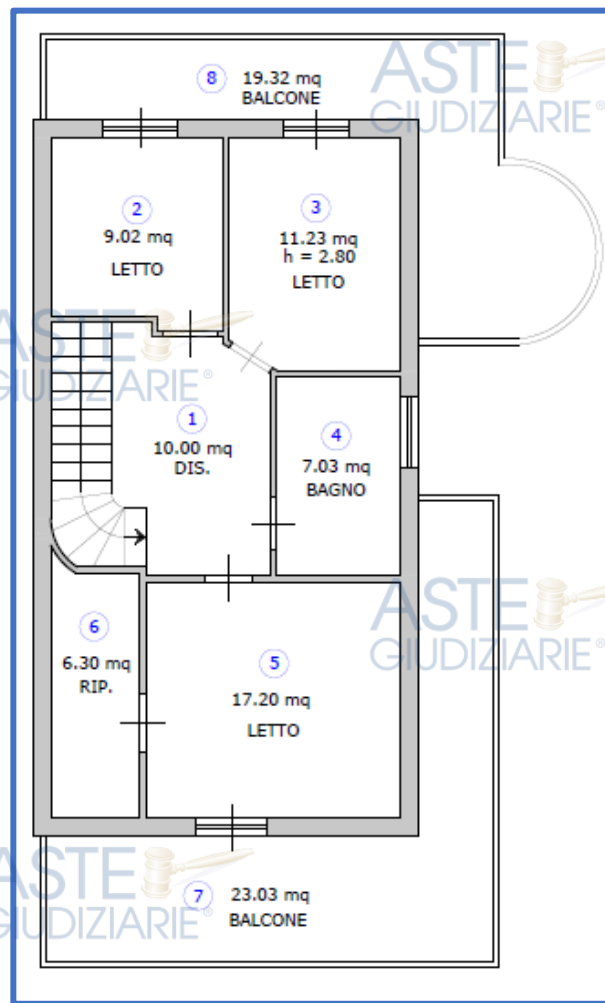 8 19.32 mq
BALCONE
ASTE
GIUDIZIARIE®
2
9.02 mq
LETTO
3
11.23 mq
h = 2.80
LETTO
ASTE
GIUDIZIARIE®
1
10.00 mq
DIS.
4
7.03 mq
BAGNO
6
6.30 mq
RIP.
5
17.20 mq
LETTO
ASTE
GIUDIZIARIE®
ASTE
GIUDIZIARIE®
7 23.03 mq
BALCONE